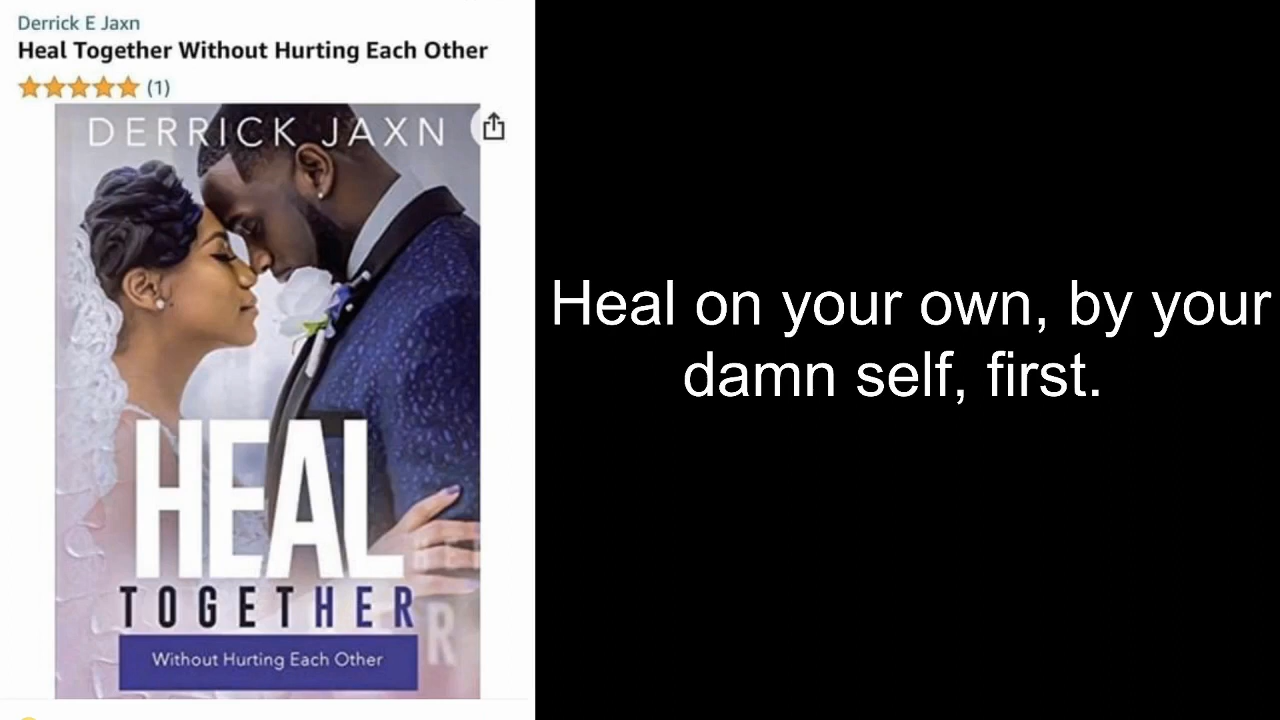 Derrick E Jaxn
Heal Together Without Hurting Each Other
(1)
DERRICK JAXN
HEAL
TOGETHER
R
Without Hurting Each Other
Heal on your own, by your
damn self, first.